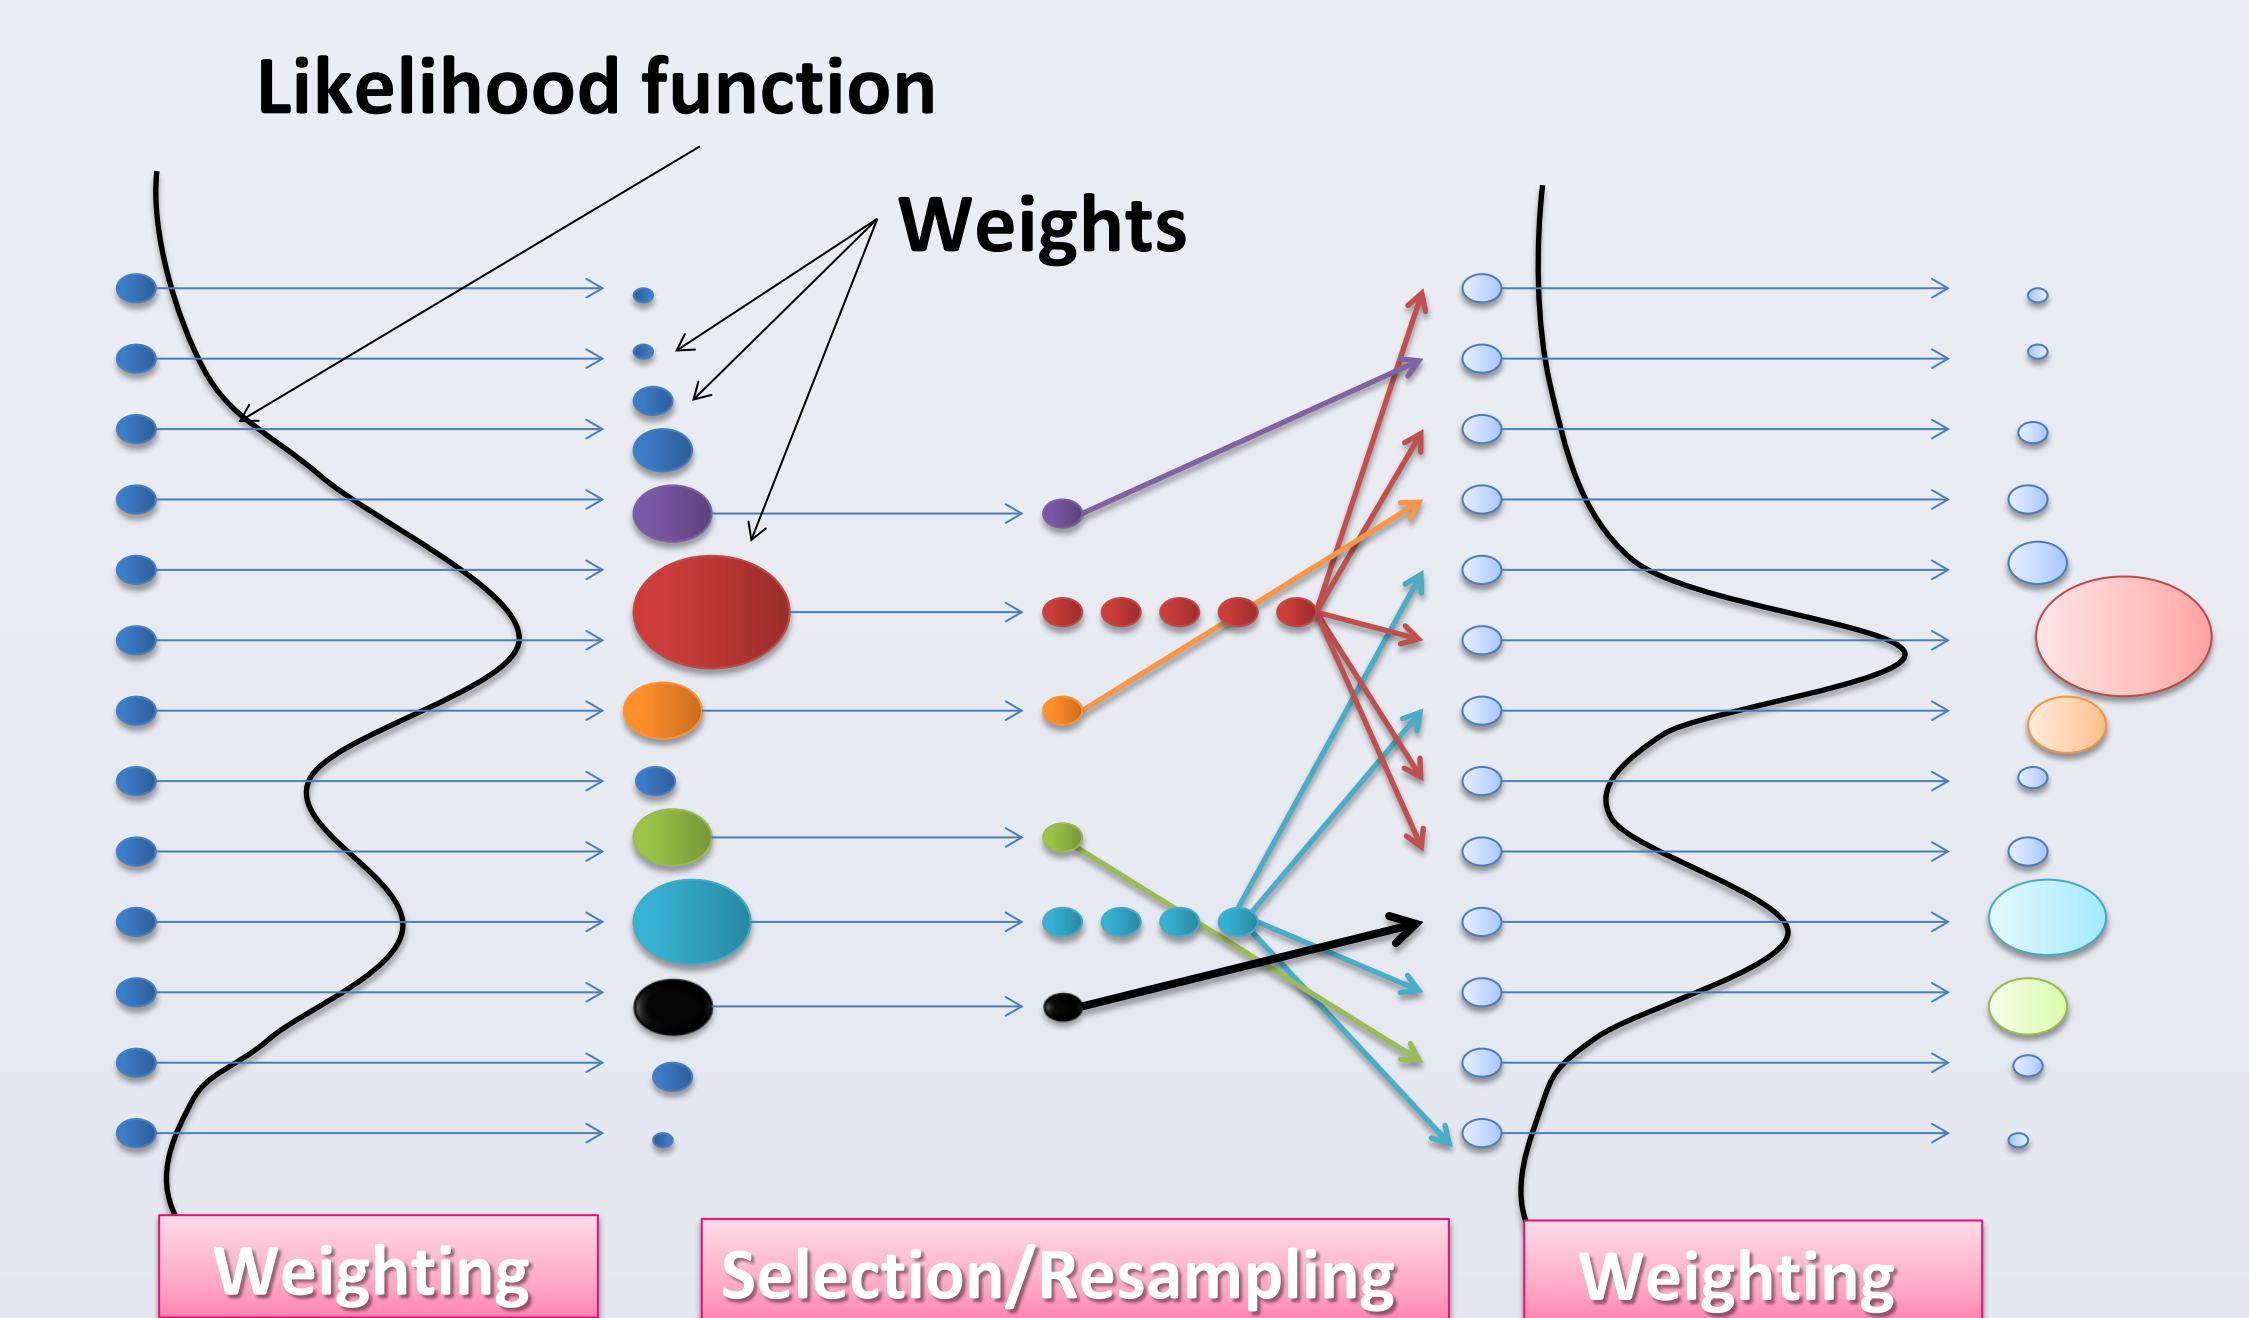 Likelihood function
Weights
Weighting
Selection/Resampling
Weighting